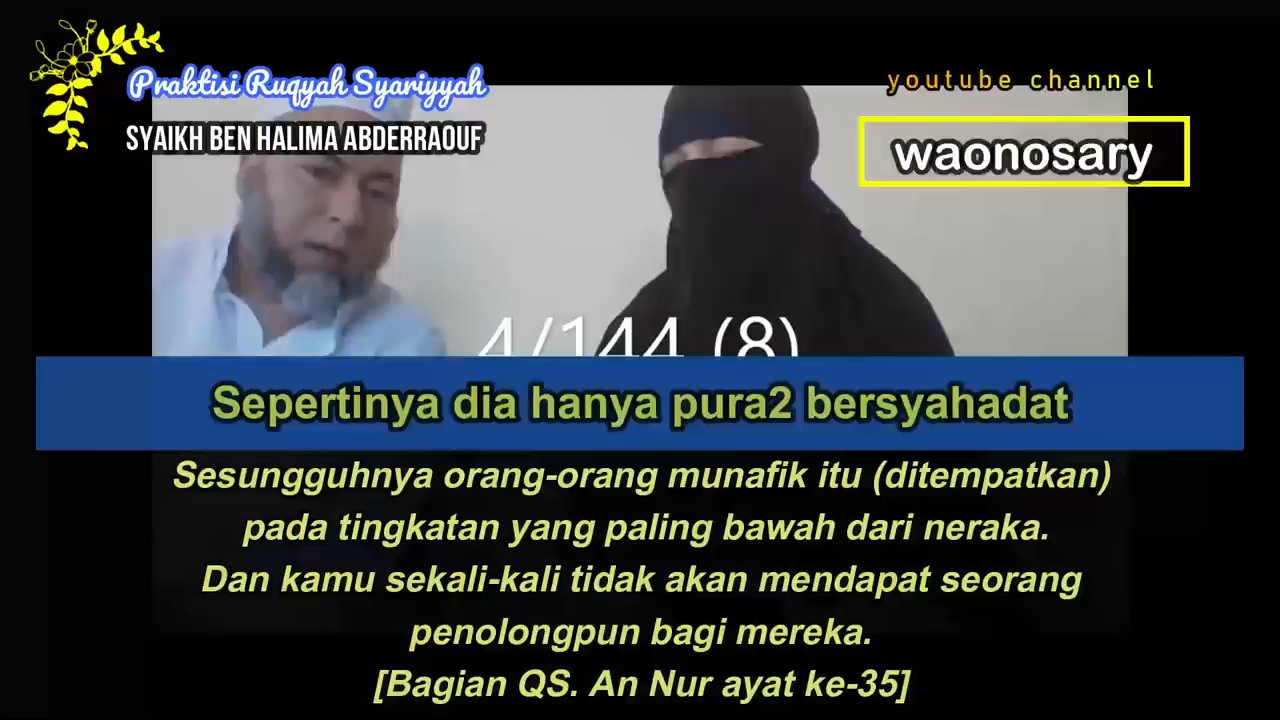 Praktisi Ruqyah Syariyyah
SYAIKH BEN HALIMA ABDERRAOUF
youtube channel
waonosary
4/144 (8)
Sepertinya dia hanya pura2 bersyahadat
Sesungguhnya orang-orang munafik itu (ditempatkan)
pada tingkatan yang paling bawah dari neraka.
Dan kamu sekali-kali tidak akan mendapat seorang
penolongpun bagi mereka.
[Bagian QS. An Nur ayat ke-35]